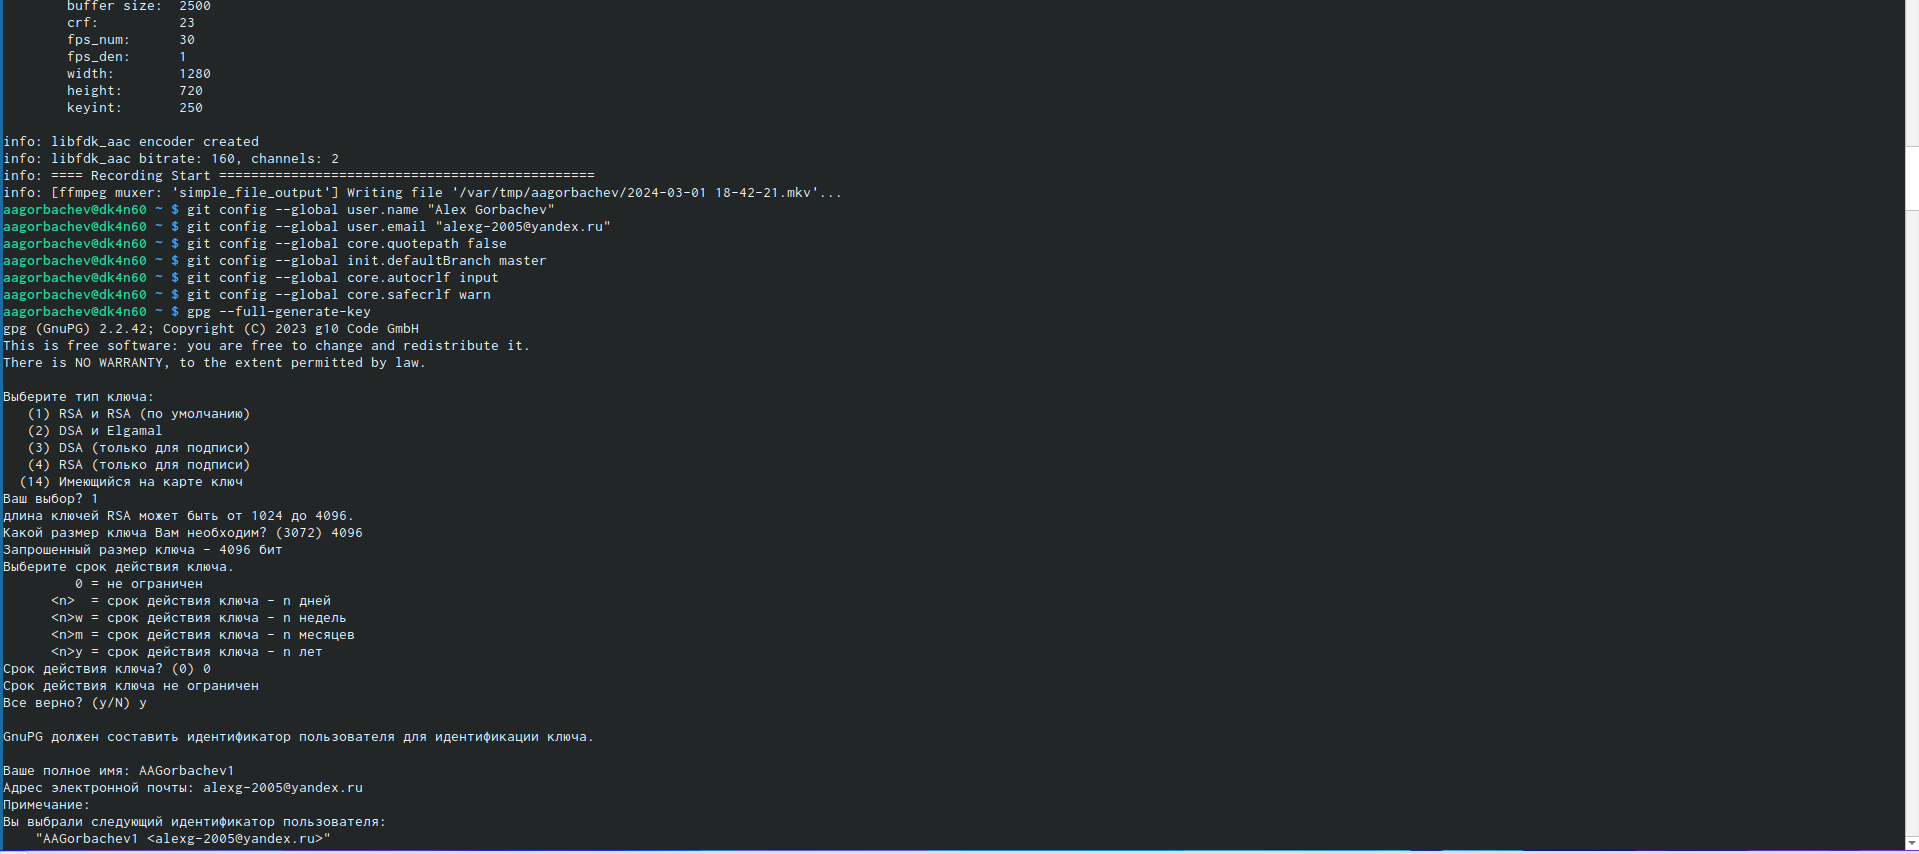 buffer size:  2500
crf:          23
fps_num:      30
fps_den:      1
width:        1280
height:       720
keyint:       250
info: libfdk_aac encoder created
info: libfdk_aac bitrate: 160, channels: 2
info: ==== Recording Start ===============================================
info: [ffmpeg muxer: 'simple_file_output'] Writing file '/var/tmp/aagorbachev/2024-03-01 18-42-21.mkv'...
aagorbachev@dk4n60 ~ $ git config --global user.name "Alex Gorbachev"
aagorbachev@dk4n60 ~ $ git config --global user.email "alexg-2005@yandex.ru"
aagorbachev@dk4n60 ~ $ git config --global core.quotepath false
aagorbachev@dk4n60 ~ $ git config --global init.defaultBranch master
aagorbachev@dk4n60 ~ $ git config --global core.autocrlf input
aagorbachev@dk4n60 ~ $ git config --global core.safecrlf warn
aagorbachev@dk4n60 ~ $ gpg --full-generate-key
gpg (GnuPG) 2.2.42; Copyright (C) 2023 g10 Code GmbH
This is free software: you are free to change and redistribute it.
There is NO WARRANTY, to the extent permitted by law.
Выберите тип ключа:
(1) RSA и RSA (по умолчанию)
(2) DSA и Elgamal
(3) DSA (только для подписи)
(4) RSA (только для подписи)
(14) Имеющийся на карте ключ
Ваш выбор? 1
длина ключей RSA может быть от 1024 до 4096.
Какой размер ключа Вам необходим? (3072) 4096
Запрошенный размер ключа - 4096 бит
Выберите срок действия ключа.
0 = не ограничен
<n>  = срок действия ключа - n дней
<n>w = срок действия ключа - n недель
<n>m = срок действия ключа - n месяцев
<n>y = срок действия ключа - n лет
Срок действия ключа? (0) 0
Срок действия ключа не ограничен
Все верно? (y/N) y
GnuPG должен составить идентификатор пользователя для идентификации ключа.
Ваше полное имя: AAGorbachev1
Адрес электронной почты: alexg-2005@yandex.ru
Примечание:
Вы выбрали следующий идентификатор пользователя:
"AAGorbachev1 <alexg-2005@yandex.ru>"